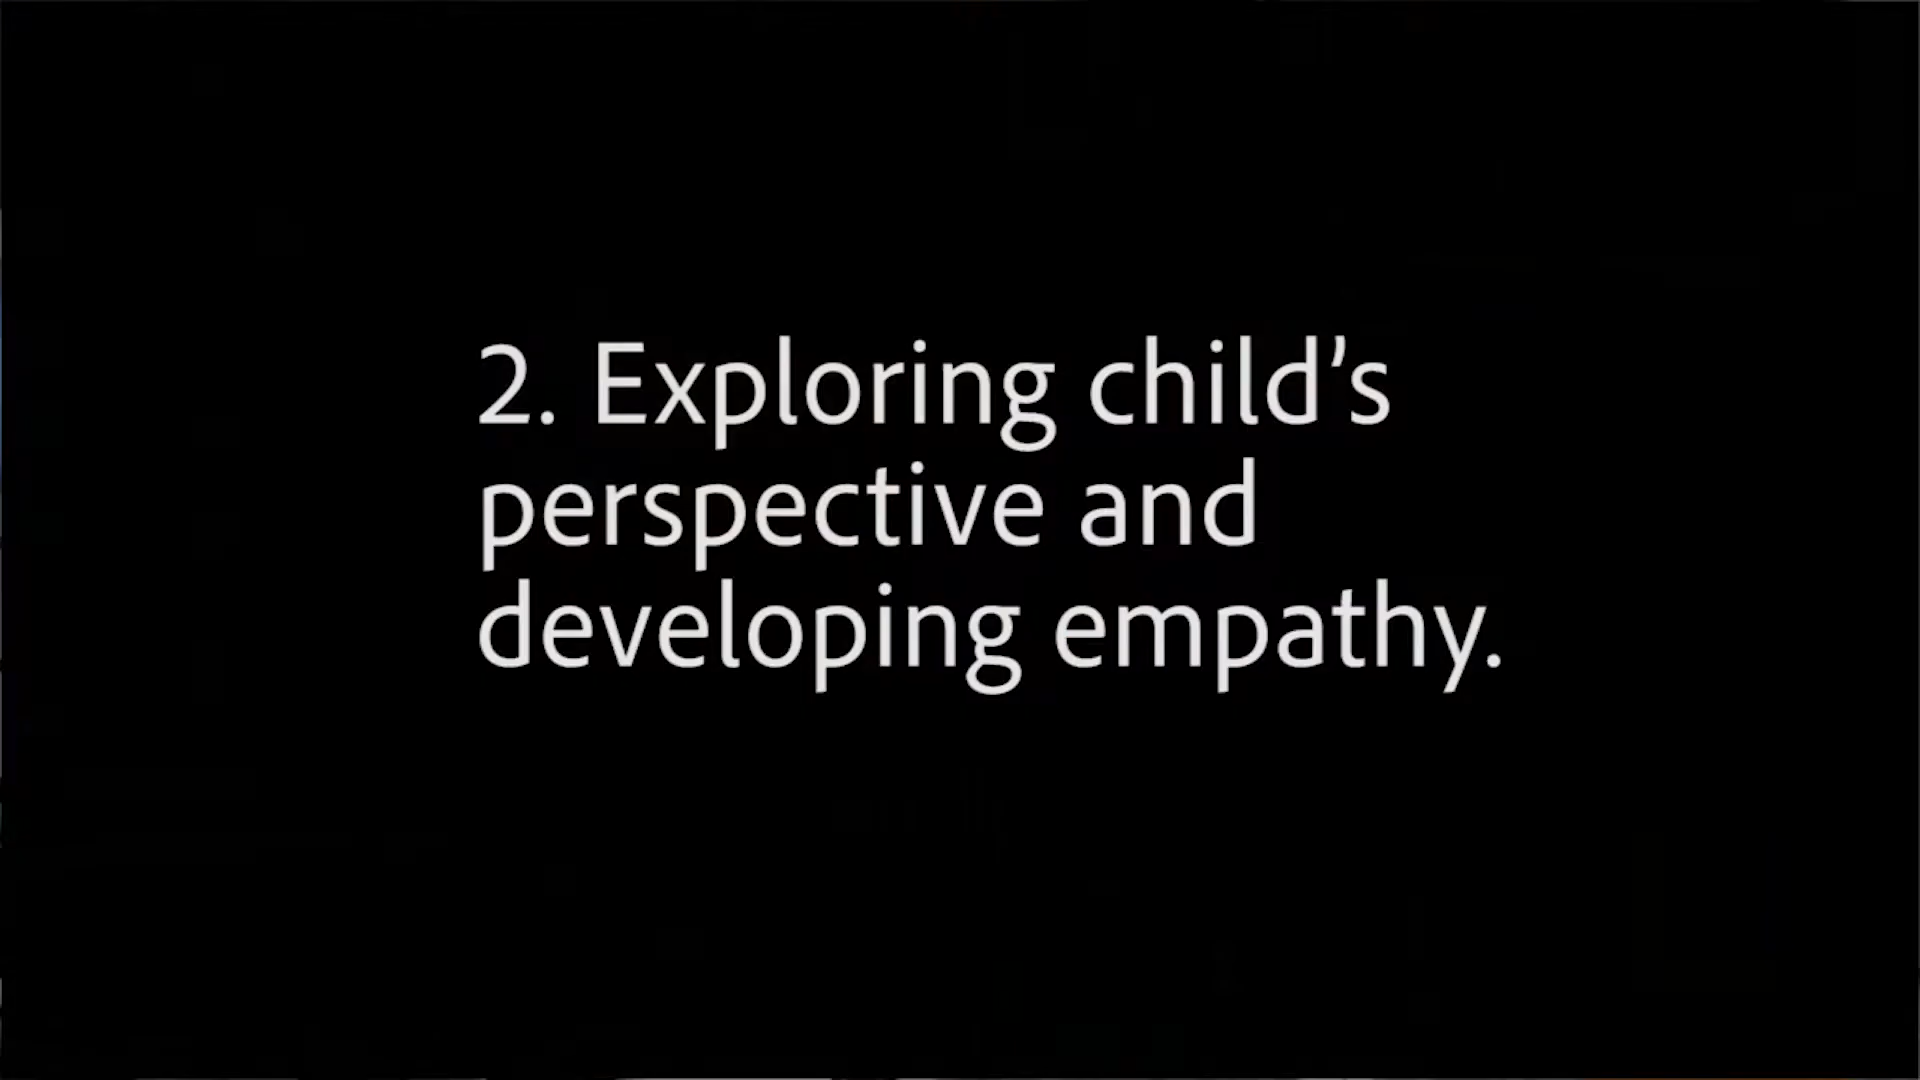 2. Exploring child’s
perspective and
developing empathy.